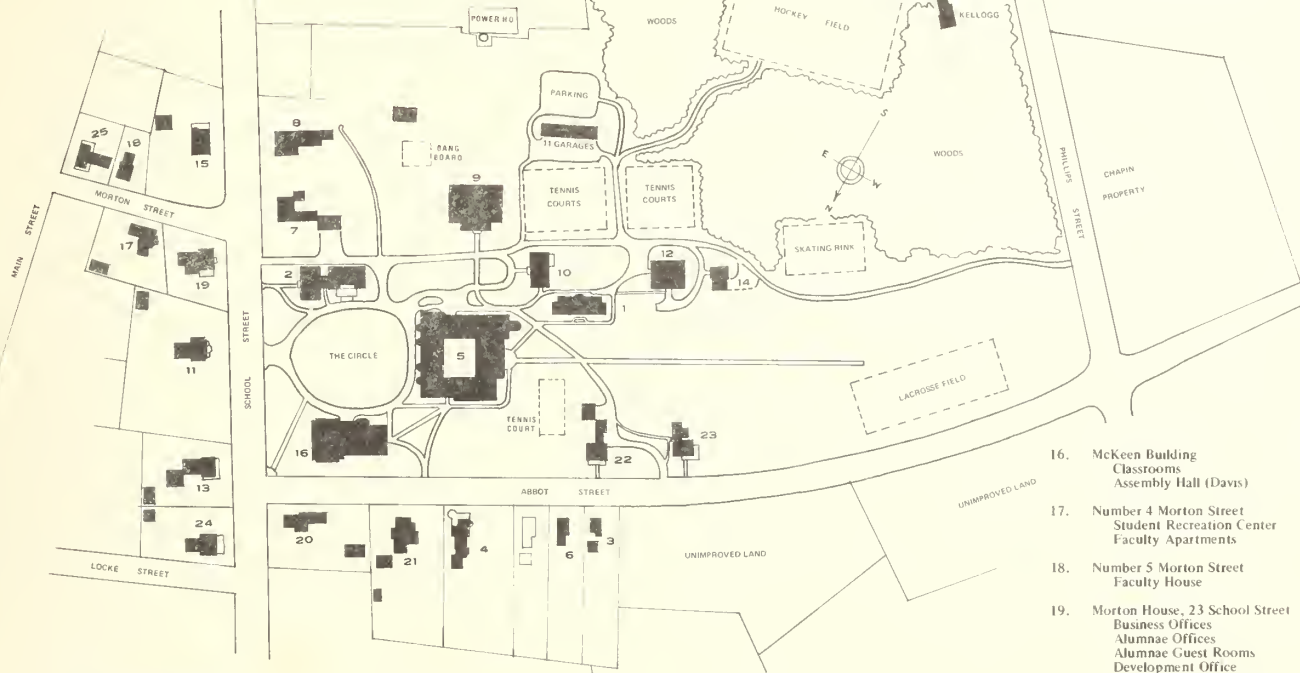 POWER HO
WOODS
HOCKEY FIELD
KELLOGG
PARKING
11 GARAGES
BANG
BOARD
TENNIS
COURTS
TENNIS
COURTS
S
E
W
N
WOODS
PHILLIPS
STREET
CHAPIN
PROPERTY
SKATING RINK
25
18
15
8
9
7
MORTON STREET
MAIN STREET
17
19
2
10
12
14
1
THE CIRCLE
5
11
SCHOOL STREET
LACROSSE FIELD
TENNIS
COURT
16
22
23
13
24
ABBOT STREET
UNIMPROVED LAND
20
21
4
6
3
UNIMPROVED LAND
LOCKE STREET
16. McKeen Building
Classrooms
Assembly Hall (Davis)
17. Number 4 Morton Street
Student Recreation Center
Faculty Apartments
18. Number 5 Morton Street
Faculty House
19. Morton House, 23 School Street
Business Offices
Alumnae Offices
Alumnae Guest Rooms
Development Office